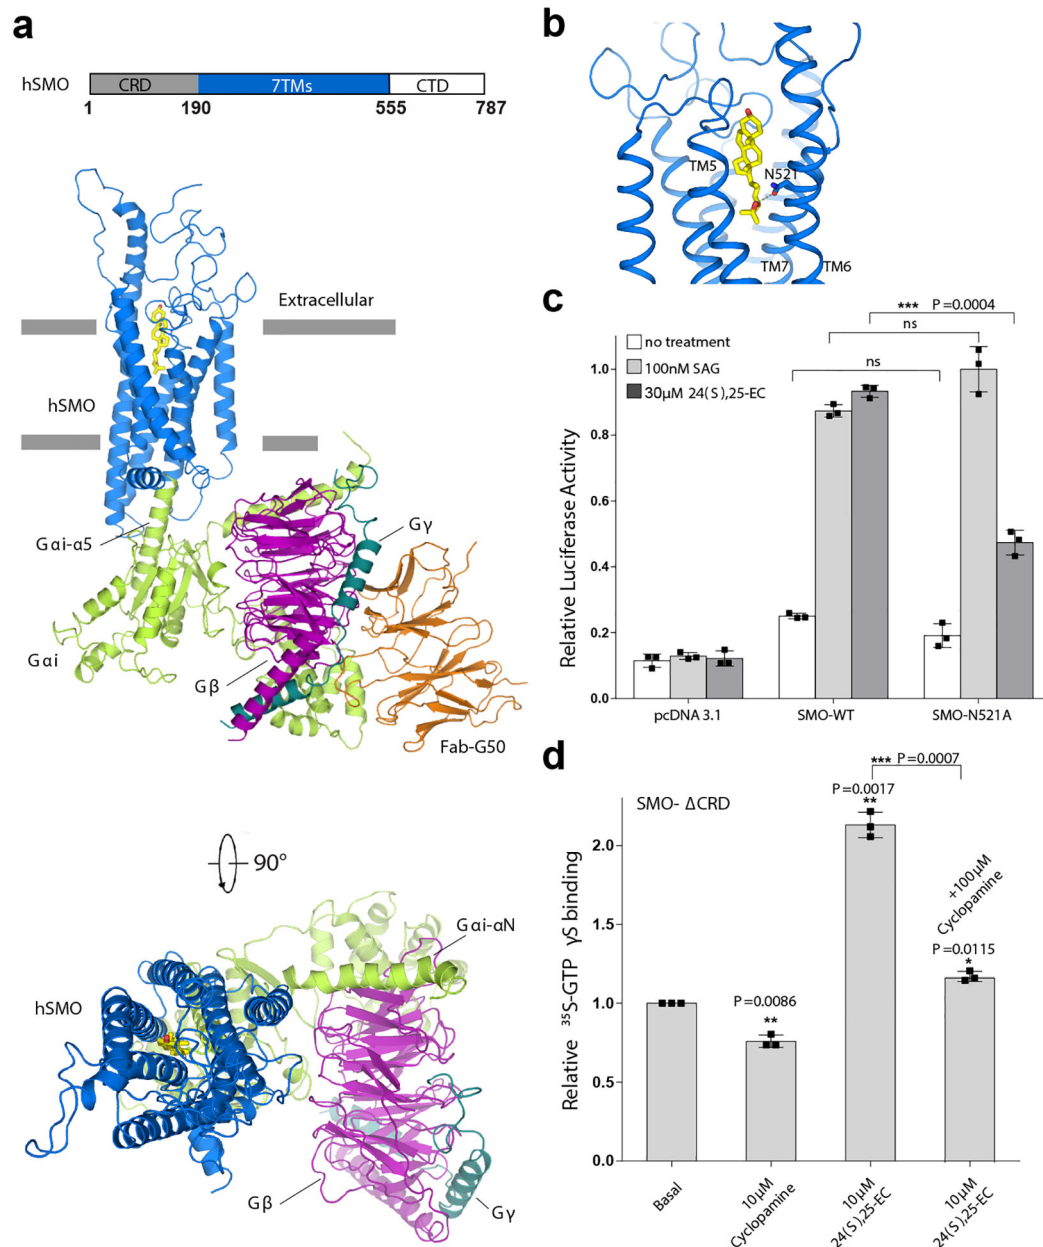 a
hSMO CRD 7TMs CTD
1 190 555 787
Extracellular
hSMO
Gαi-α5
Gγ
Gαi
Gβ
Fab-G50
90°
Gαi-αN
hSMO
Gβ
Gγ
b
TM5
N521
TM7
TM6
c
*** P=0.0004
ns
no treatment
100nM SAG
ns
30µM 24(S),25-EC
Relative Luciferase Activity
1.0
0.8
0.6
0.4
0.2
0.0
pcDNA 3.1
SMO-WT
SMO-N521A
d
*** P=0.0007
SMO- ΔCRD
P=0.0017
**
+100µM
Cyclopamine
P=0.0115
*
P=0.0086
**
Relative ³⁵S-GTP γS binding
2.0
1.5
1.0
0.5
0.0
Basal
10µM
Cyclopamine
10µM
24(S),25-EC
10µM
24(S),25-EC